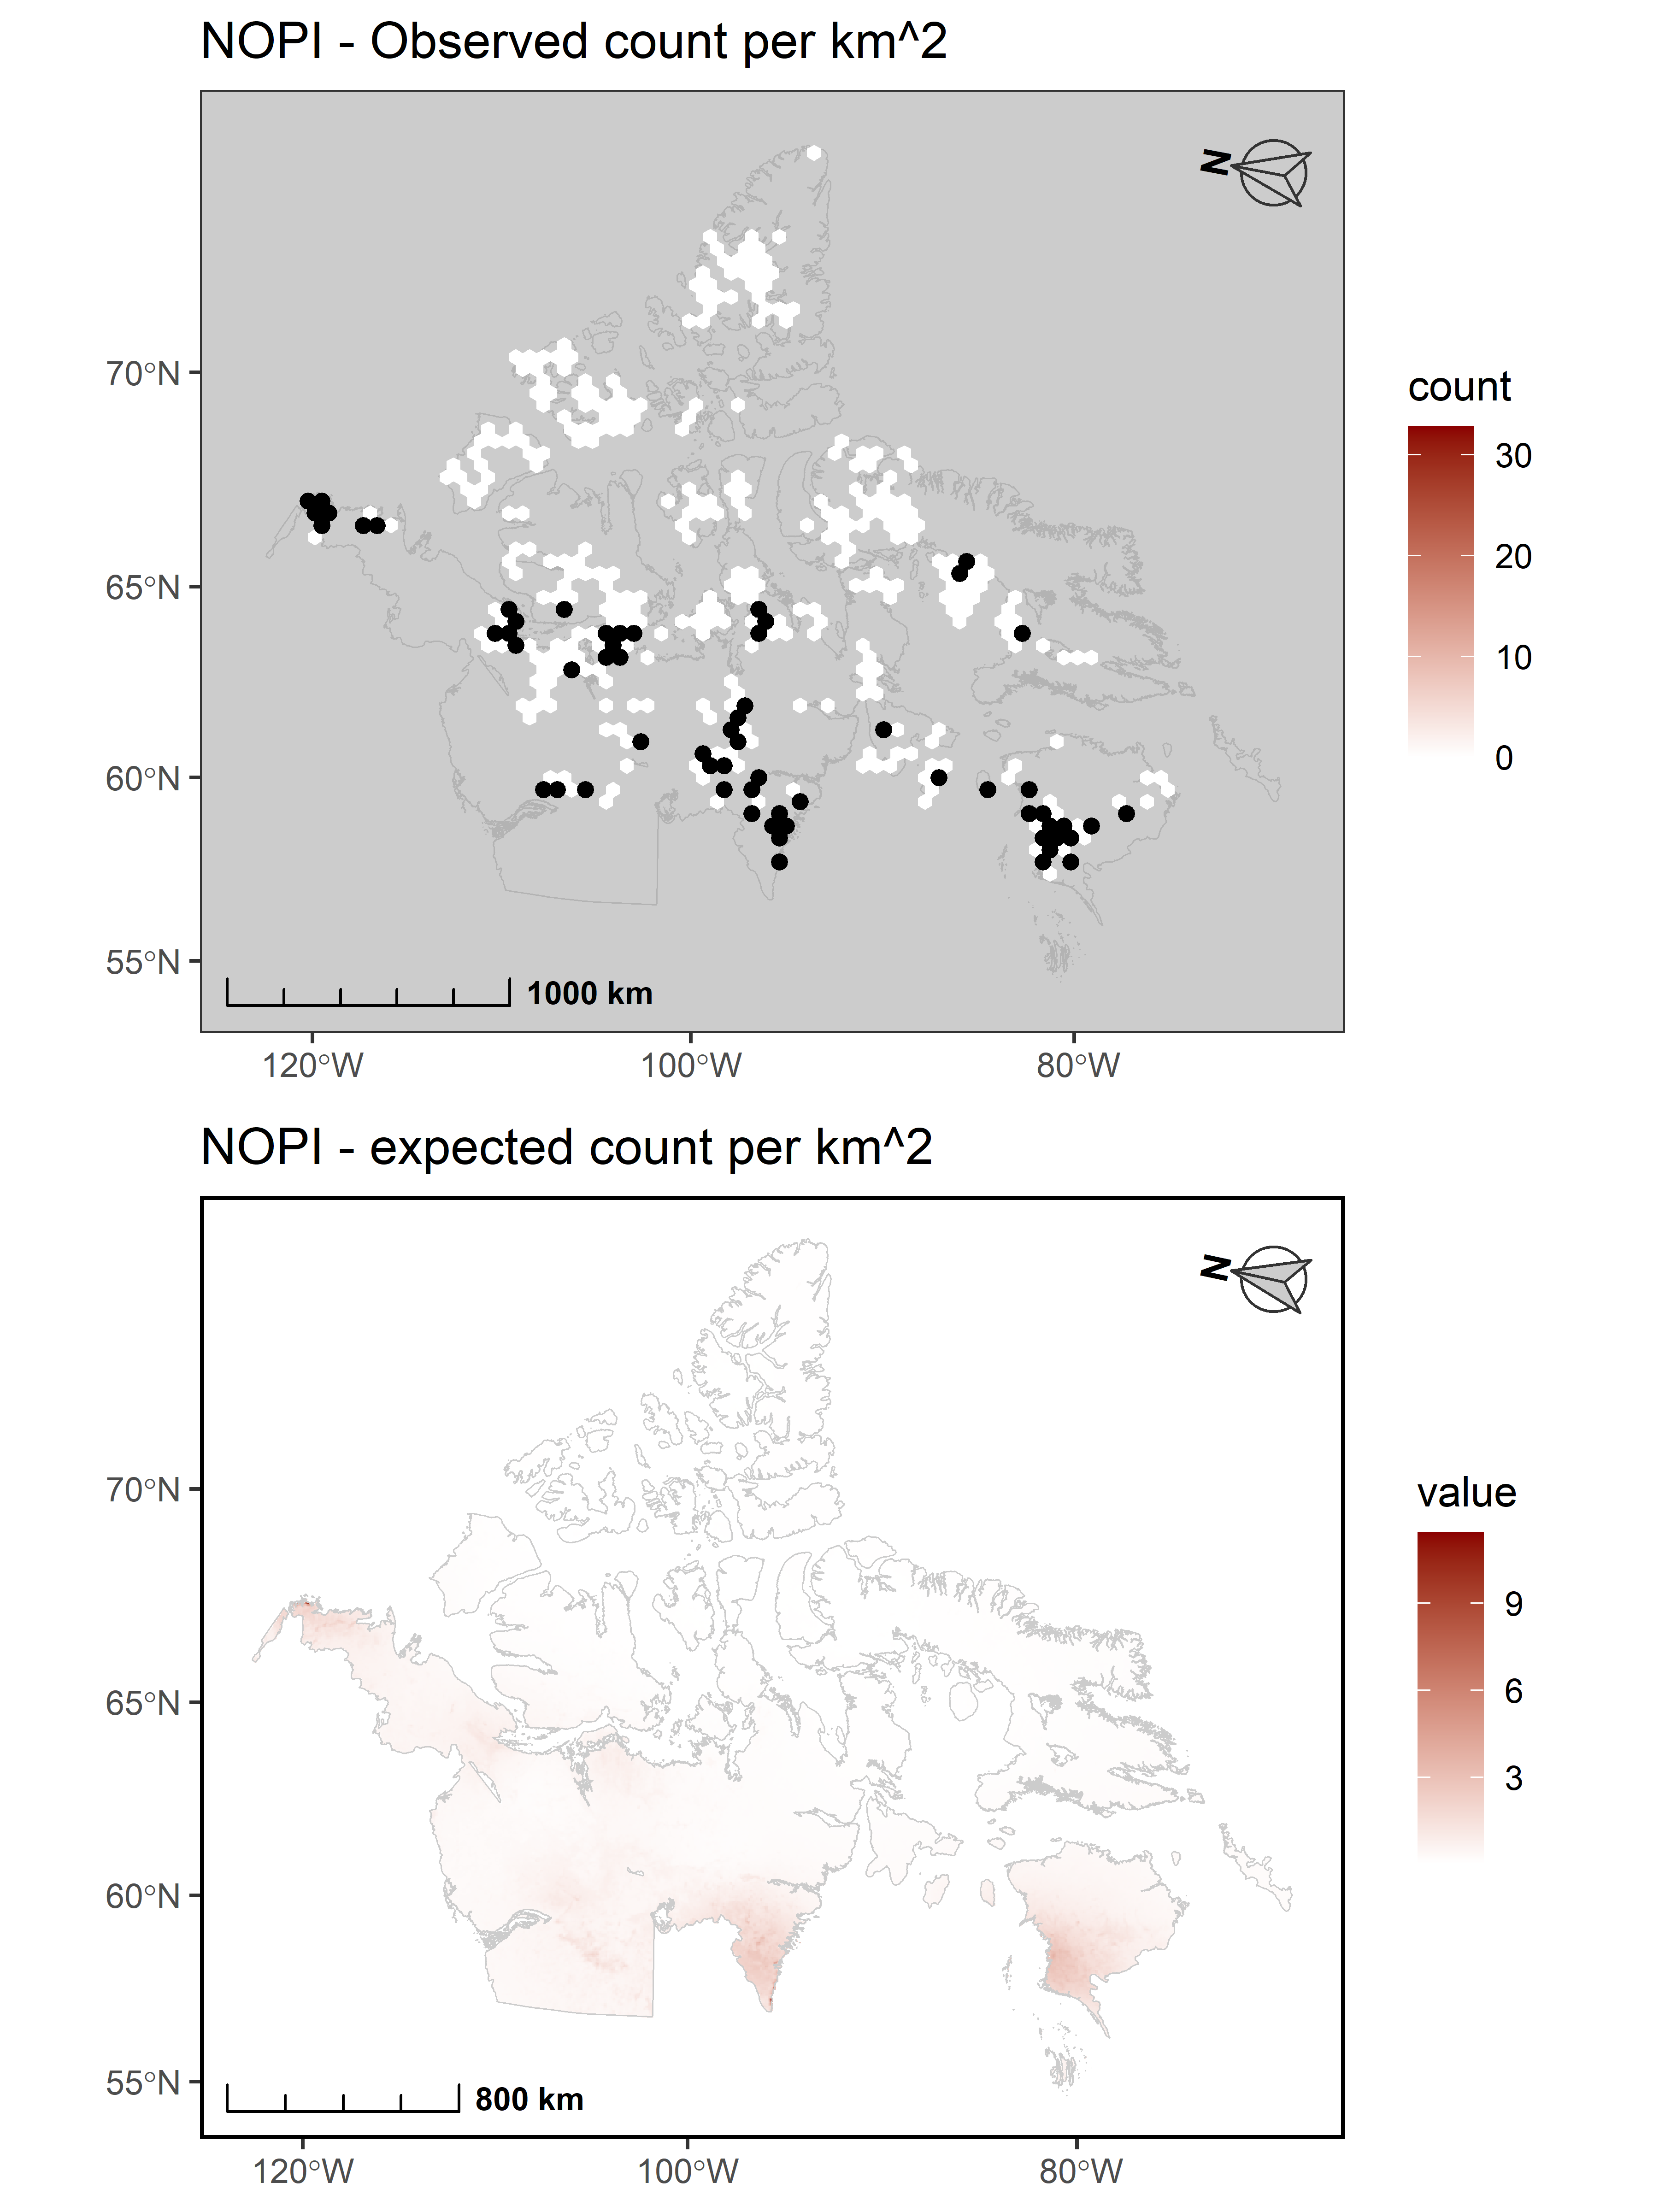 NOPI - Observed count per km^2
N
70°N
65°N
60°N
55°N
1000 km
120°W
100°W
80°W
count
30
20
10
0
NOPI - expected count per km^2
N
70°N
65°N
60°N
55°N
800 km
120°W
100°W
80°W
value
9
6
3